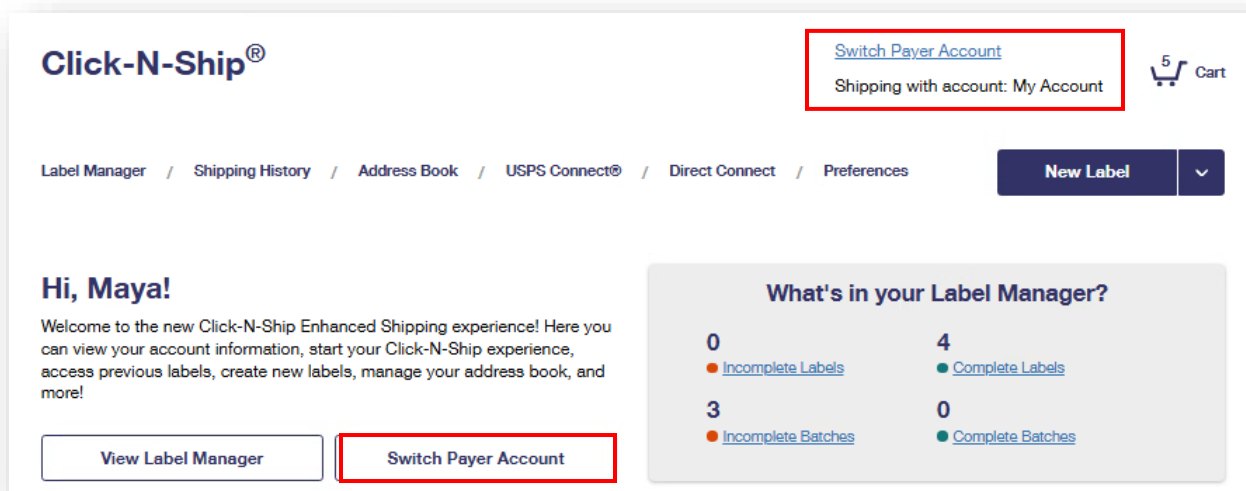 Click-N-Ship®
Switch Payer Account
Shipping with account: My Account
5
Cart
Label Manager / Shipping History / Address Book / USPS Connect® / Direct Connect / Preferences
New Label
Hi, Maya!
Welcome to the new Click-N-Ship Enhanced Shipping experience! Here you
can view your account information, start your Click-N-Ship experience,
access previous labels, create new labels, manage your address book, and
more!
View Label Manager
Switch Payer Account
What's in your Label Manager?
0
Incomplete Labels
4
Complete Labels
3
Incomplete Batches
0
Complete Batches